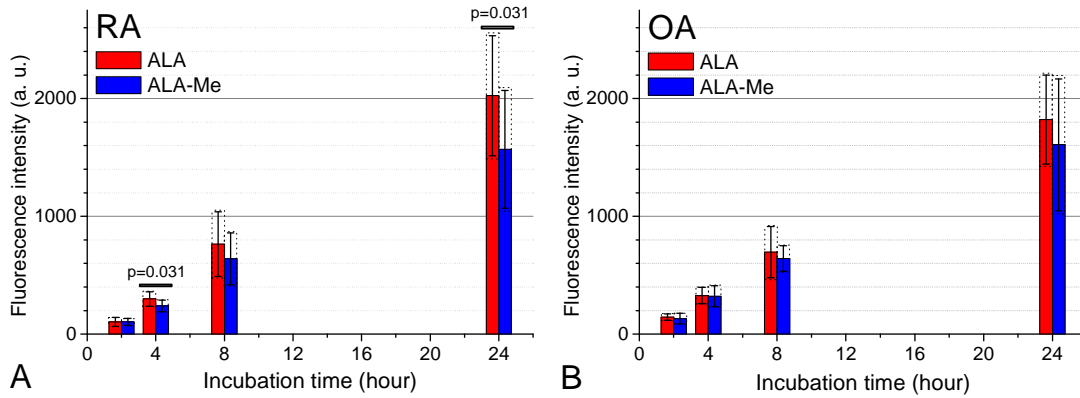 RA
ALA
ALA-Me
p=0.031
p=0.031
Fluorescence intensity (a. u.)
2000
1000
0
0 4 8 12 16 20 24
Incubation time (hour)
A
OA
ALA
ALA-Me
Fluorescence intensity (a. u.)
2000
1000
0
0 4 8 12 16 20 24
Incubation time (hour)
B